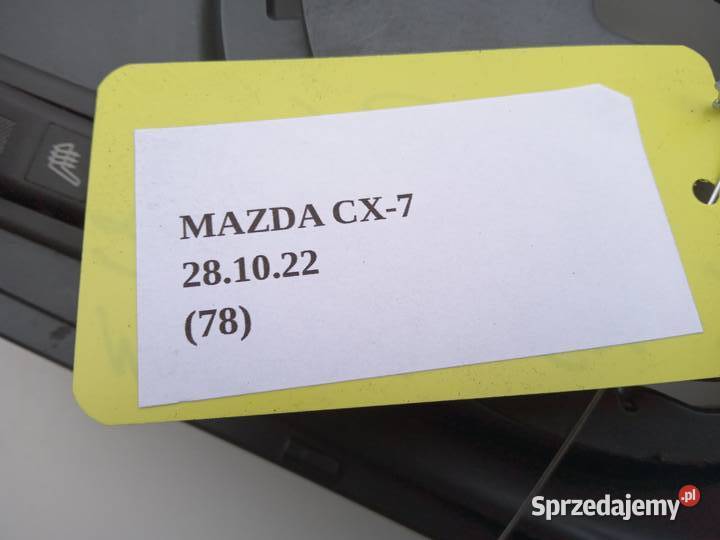 MAZDA CX-7
28.10.22
(78)
Sprzedajemy.pl